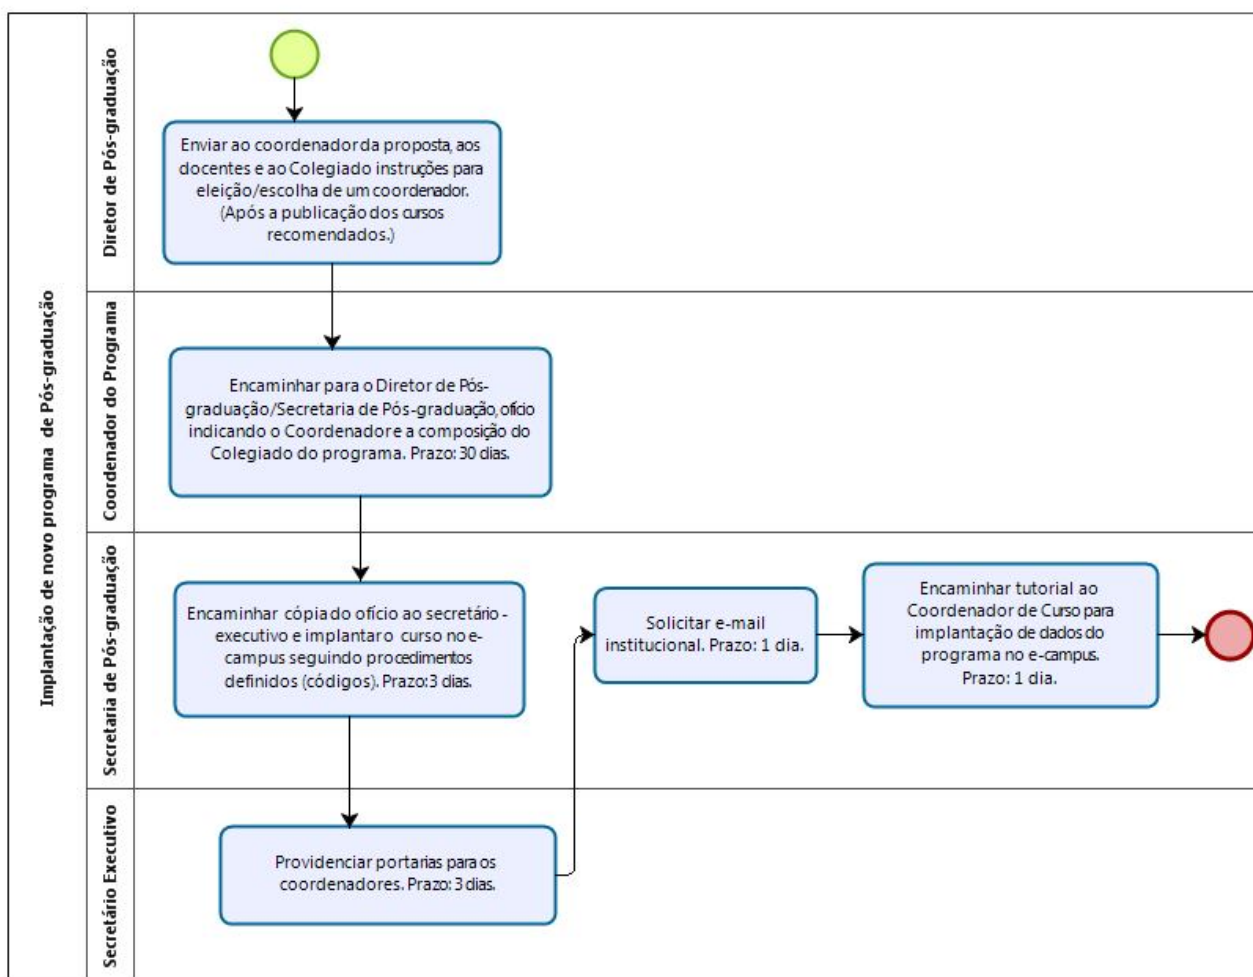 Implantação de novo programa de Pós-graduação
Diretor de Pós-graduação
Enviar ao coordenador da proposta, aos
docentes e ao Colegiado instruções para
eleição/escolha de um coordenador.
(Após a publicação dos cursos
recomendados.)
Coordenador do Programa
Encaminhar para o Diretor de Pós-
graduação/Secretaria de Pós-graduação, ofício
indicando o Coordenador e a composição do
Colegiado do programa. Prazo: 30 dias.
Secretaria de Pós-graduação
Encaminhar cópia do ofício ao secretário -
executivo e implantar o curso no e-
campus seguindo procedimentos
definidos (códigos). Prazo: 3 dias.
Solicitar e-mail
institucional. Prazo: 1 dia.
Encaminhar tutorial ao
Coordenador de Curso para
implantação de dados do
programa no e-campus.
Prazo: 1 dia.
Secretário Executivo
Providenciar portarias para os
coordenadores. Prazo: 3 dias.